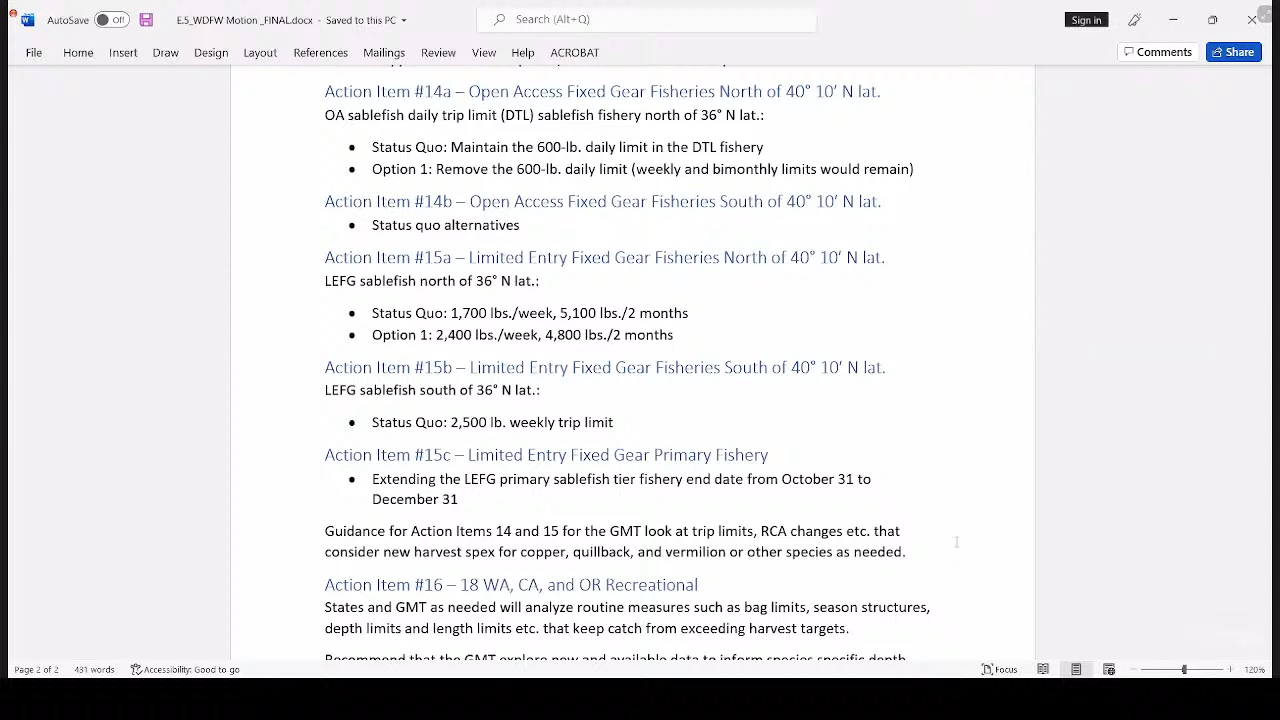 AutoSave Off E.5_WDFW Motion _FINAL.docx - Saved to this PC Search (Alt+Q) Sign in
File Home Insert Draw Design Layout References Mailings Review View Help ACROBAT Comments Share
Action Item #14a – Open Access Fixed Gear Fisheries North of 40° 10’ N lat.
OA sablefish daily trip limit (DTL) sablefish fishery north of 36° N lat.:
• Status Quo: Maintain the 600-lb. daily limit in the DTL fishery
• Option 1: Remove the 600-lb. daily limit (weekly and bimonthly limits would remain)
Action Item #14b – Open Access Fixed Gear Fisheries South of 40° 10’ N lat.
• Status quo alternatives
Action Item #15a – Limited Entry Fixed Gear Fisheries North of 40° 10’ N lat.
LEFG sablefish north of 36° N lat.:
• Status Quo: 1,700 lbs./week, 5,100 lbs./2 months
• Option 1: 2,400 lbs./week, 4,800 lbs./2 months
Action Item #15b – Limited Entry Fixed Gear Fisheries South of 40° 10’ N lat.
LEFG sablefish south of 36° N lat.:
• Status Quo: 2,500 lb. weekly trip limit
Action Item #15c – Limited Entry Fixed Gear Primary Fishery
• Extending the LEFG primary sablefish tier fishery end date from October 31 to
December 31
Guidance for Action Items 14 and 15 for the GMT look at trip limits, RCA changes etc. that
consider new harvest spex for copper, quillback, and vermilion or other species as needed.
Action Item #16 – 18 WA, CA, and OR Recreational
States and GMT as needed will analyze routine measures such as bag limits, season structures,
depth limits and length limits etc. that keep catch from exceeding harvest targets.
Recommend that the GMT explore new and available data to inform species specific depth
Page 2 of 2 431 words Accessibility: Good to go Focus 120%